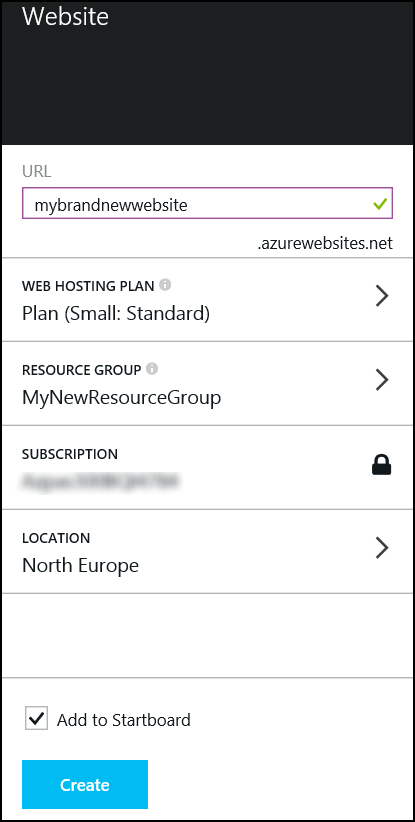 Website
URL
mybrandnewwebsite
.azurewebsites.net
WEB HOSTING PLAN
Plan (Small: Standard)
RESOURCE GROUP
MyNewResourceGroup
SUBSCRIPTION
LOCATION
North Europe
Add to Startboard
Create